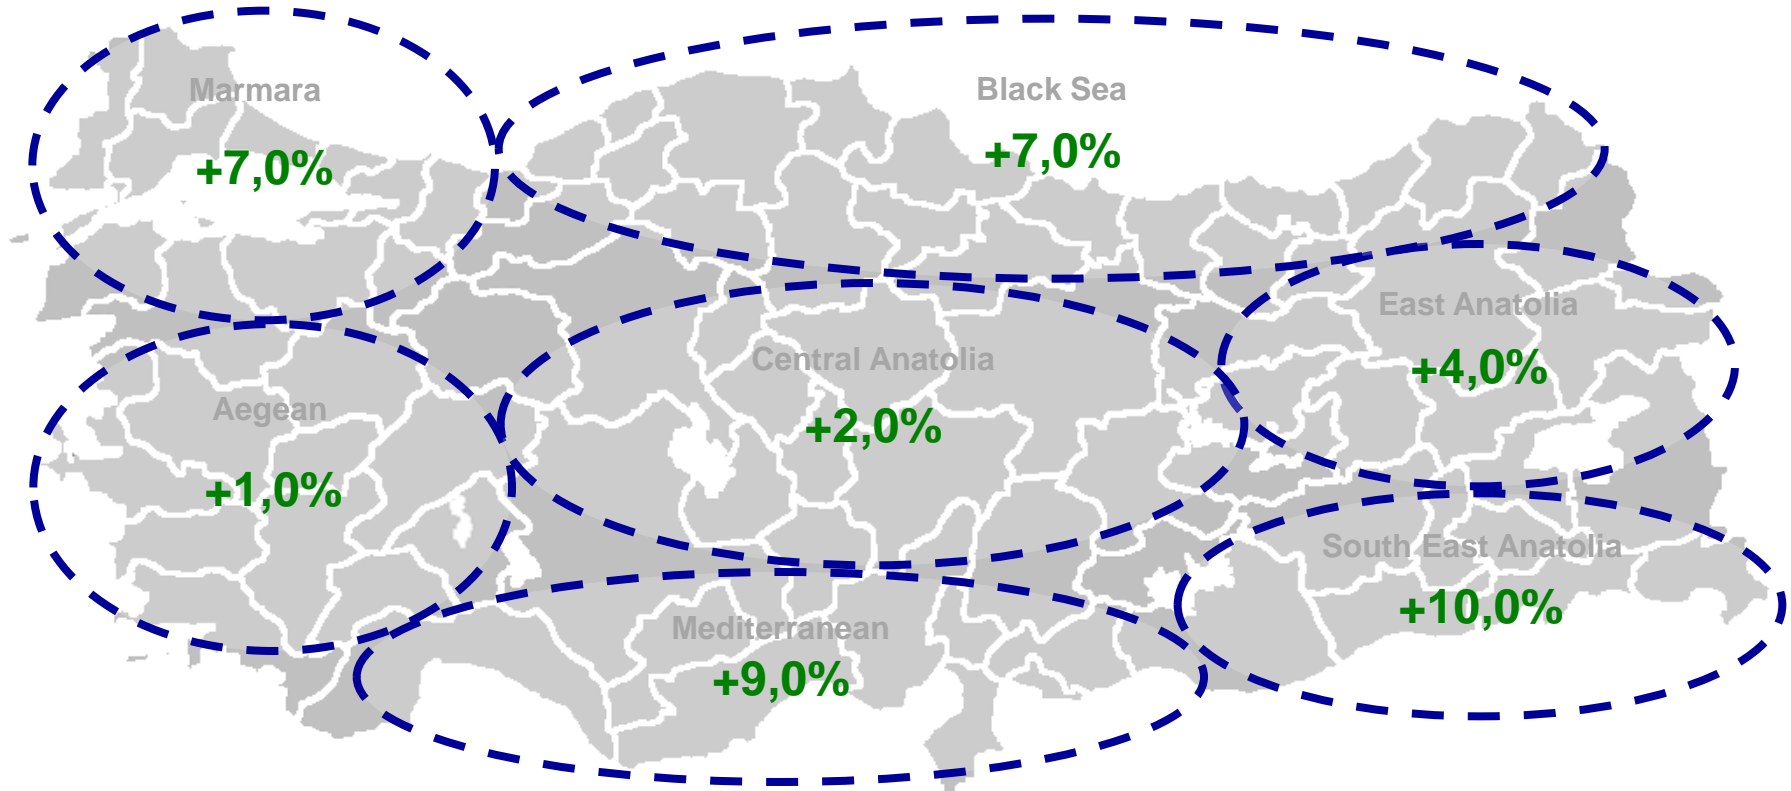 Marmara
+7,0%
Black Sea
+7,0%
East Anatolia
+4,0%
Central Anatolia
+2,0%
Aegean
+1,0%
South East Anatolia
+10,0%
Mediterranean
+9,0%